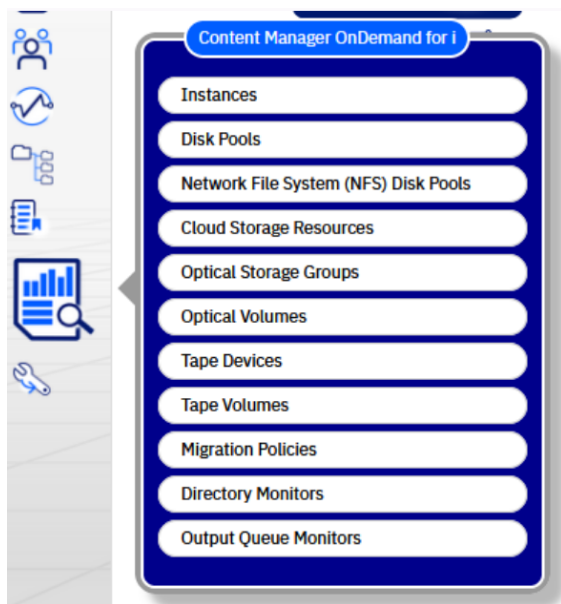 Content Manager OnDemand for i
Instances
Disk Pools
Network File System (NFS) Disk Pools
Cloud Storage Resources
Optical Storage Groups
Optical Volumes
Tape Devices
Tape Volumes
Migration Policies
Directory Monitors
Output Queue Monitors